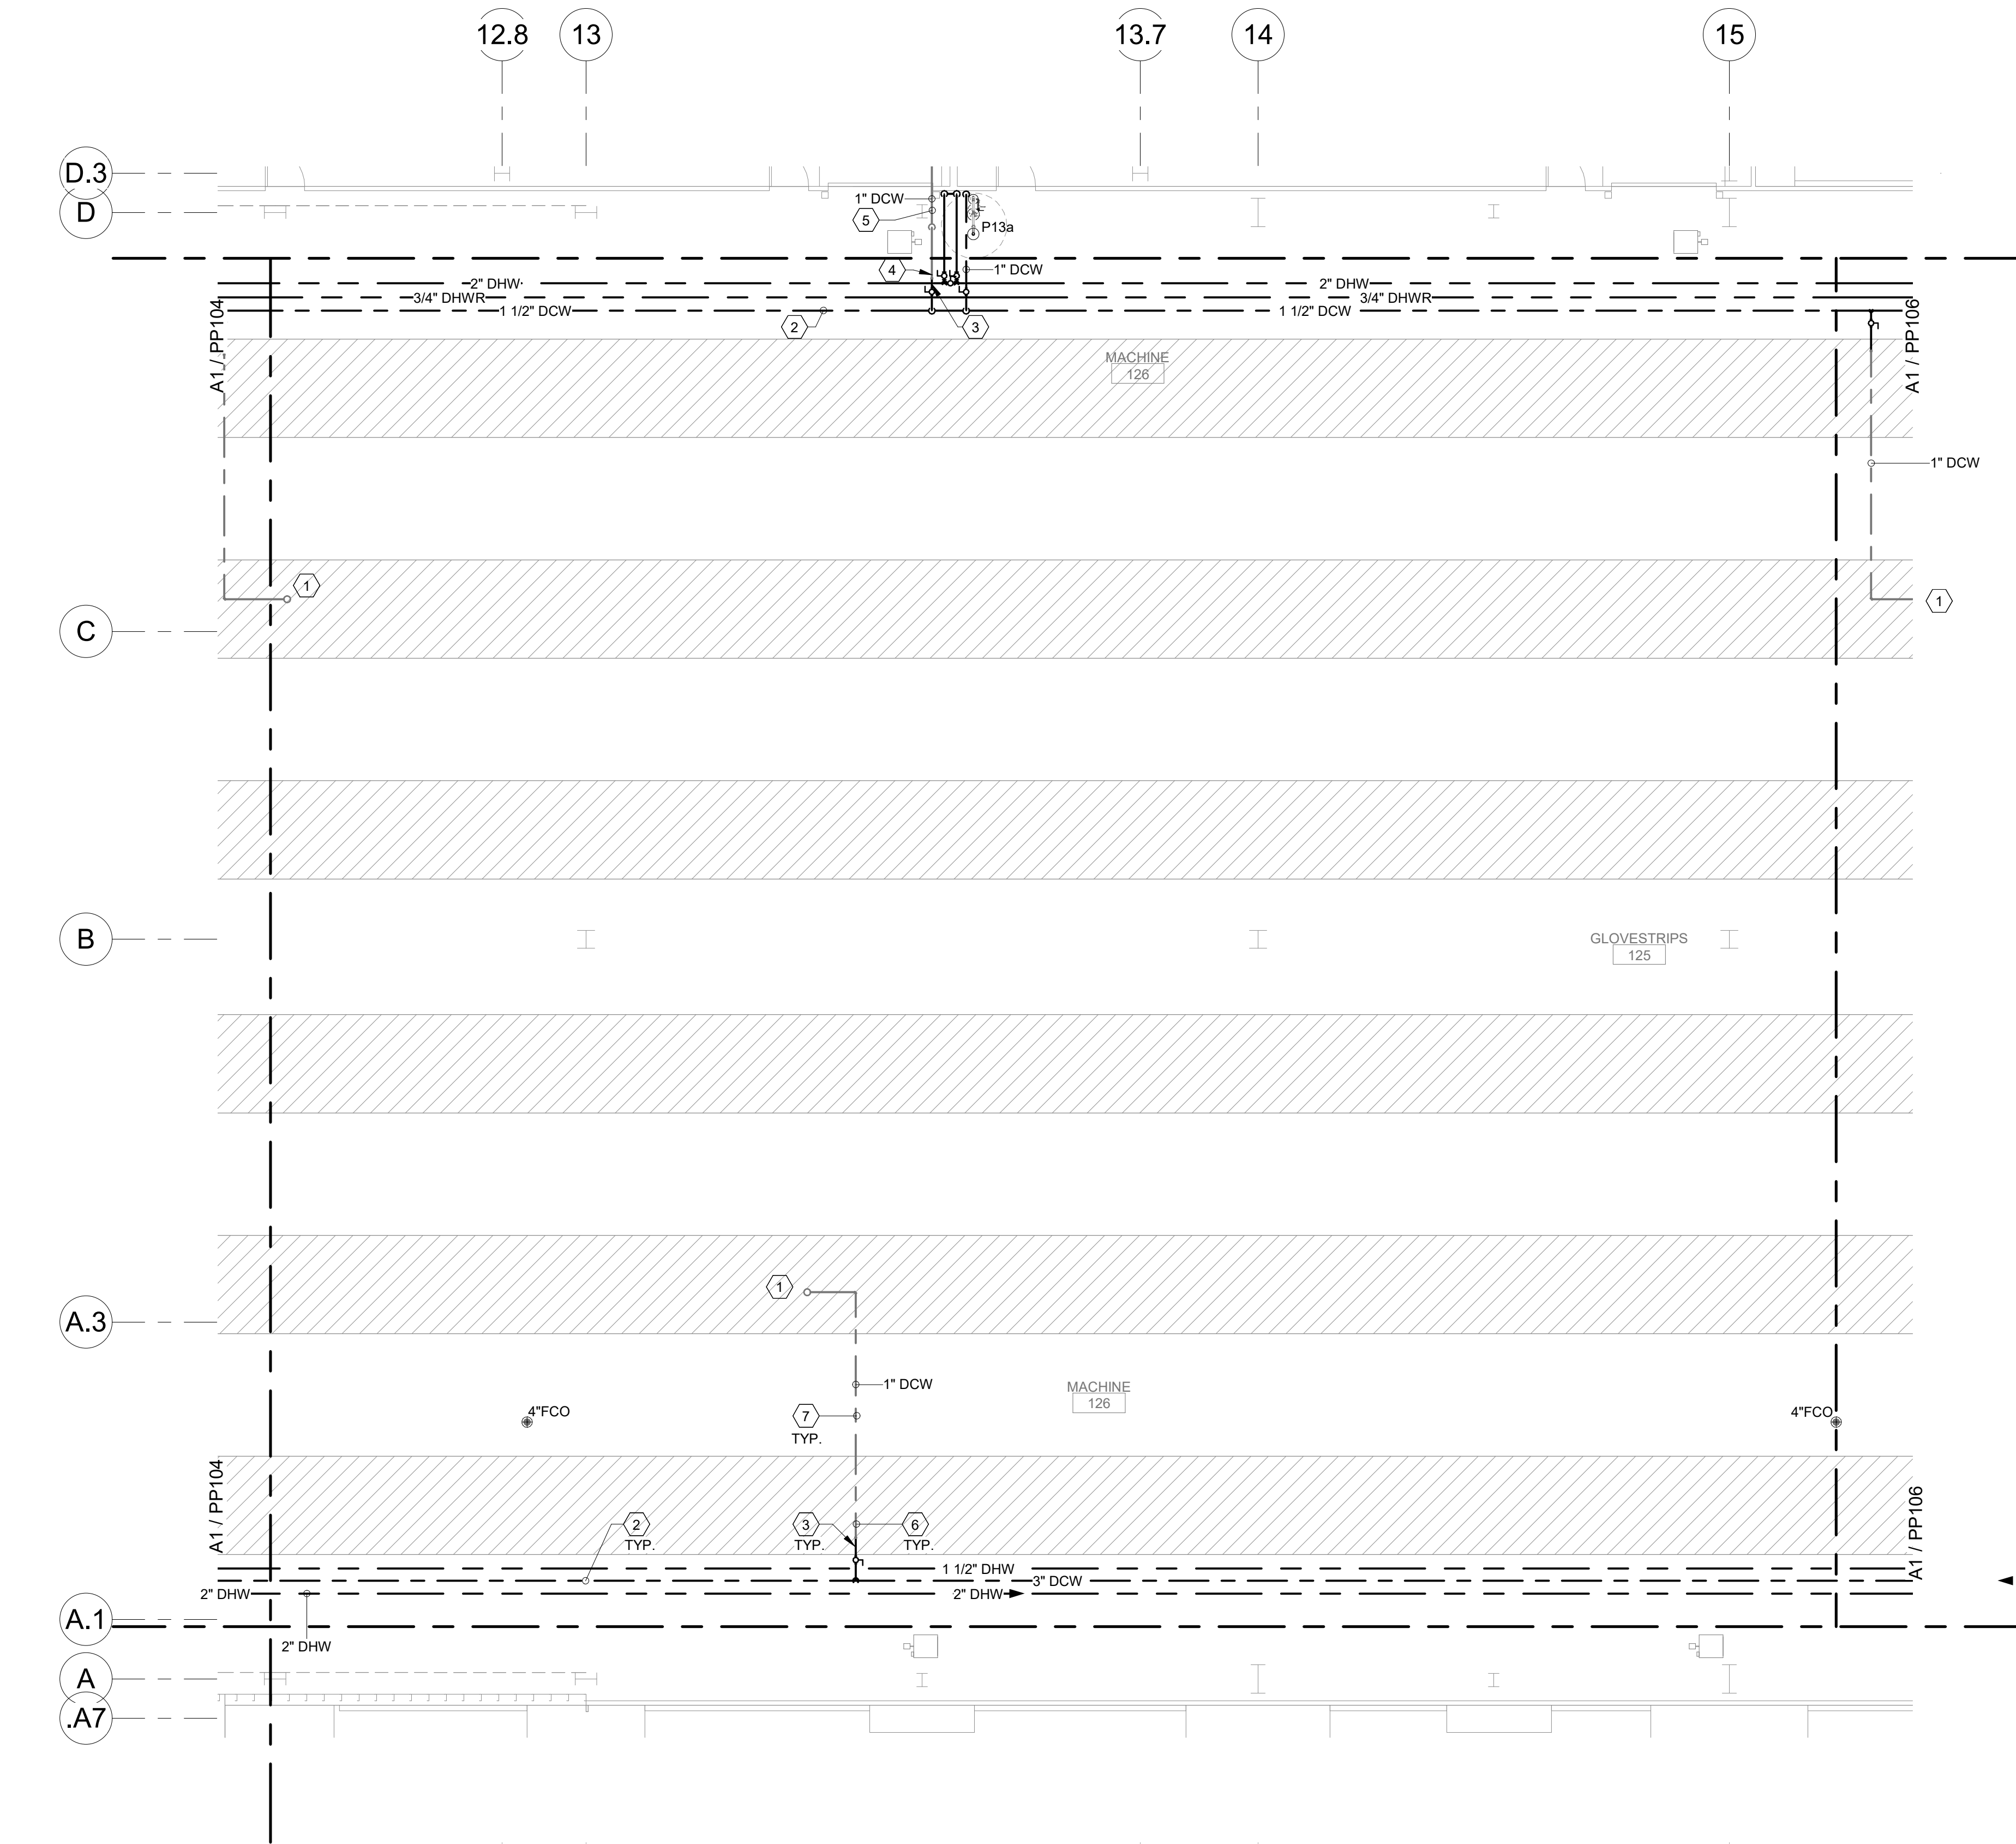 12.8
13
13.7
14
15
D.3
D
1" DCW
5
P13a
4
1" DCW
2" DHW
2" DHW
3/4" DHWR
3/4" DHWR
1 1/2" DCW
1 1/2" DCW
2
3
A1 / PP104
A1 / PP106
MACHINE
126
1" DCW
1
1
C
B
GLOVESTRIPS
125
1
A.3
1" DCW
MACHINE
126
4"FCO
7
TYP.
4"FCO
A1 / PP104
A1 / PP106
2
TYP.
3
TYP.
6
TYP.
1 1/2" DHW
3" DCW
2" DHW
2" DHW
A.1
2" DHW
A
.A7